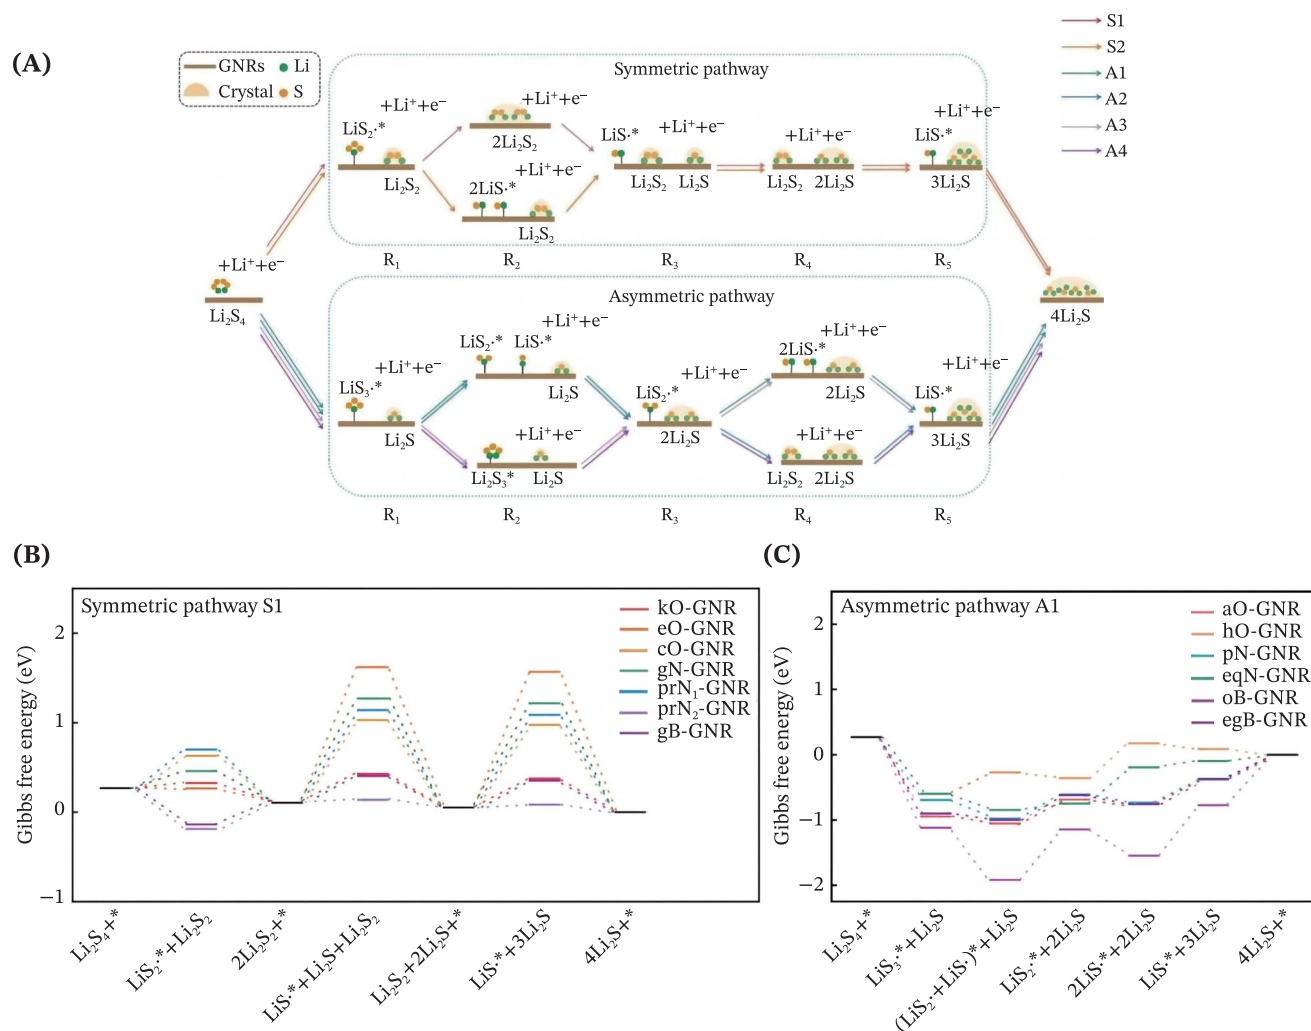 (A)
GNRs
Li
Crystal
S
S1
S2
A1
A2
A3
A4
Symmetric pathway
LiS₂·*
+Li⁺+e⁻
Li₂S₂
+Li⁺+e⁻
2Li₂S₂
2LiS·*
+Li⁺+e⁻
Li₂S₂
LiS·*
+Li⁺+e⁻
Li₂S₂
Li₂S
+Li⁺+e⁻
Li₂S₂
2Li₂S
+Li⁺+e⁻
LiS·*
3Li₂S
R₁
R₂
R₃
R₄
R₅
+Li⁺+e⁻
Li₂S₄
4Li₂S
Asymmetric pathway
LiS₃·*
+Li⁺+e⁻
Li₂S
LiS₂·*
LiS·*
+Li⁺+e⁻
Li₂S
+Li⁺+e⁻
Li₂S₃*
Li₂S
LiS₂·*
+Li⁺+e⁻
2Li₂S
+Li⁺+e⁻
2LiS·*
2Li₂S
+Li⁺+e⁻
Li₂S₂
2Li₂S
+Li⁺+e⁻
LiS·*
3Li₂S
R₁
R₂
R₃
R₄
R₅
(B)
Symmetric pathway S1
kO-GNR
eO-GNR
cO-GNR
gN-GNR
prN₁-GNR
prN₂-GNR
gB-GNR
Gibbs free energy (eV)
2
1
0
−1
Li₂S₄+*
LiS₂·*+Li₂S₂
2Li₂S₂+*
LiS·*+Li₂S+Li₂S₂
Li₂S₂+2Li₂S+*
LiS·*+3Li₂S
4Li₂S+*
(C)
Asymmetric pathway A1
aO-GNR
hO-GNR
pN-GNR
eqN-GNR
oB-GNR
egB-GNR
Gibbs free energy (eV)
2
1
0
−1
−2
Li₂S₄+*
LiS₃·*+Li₂S
(LiS₂·+LiS·)*+Li₂S
LiS₂·*+2Li₂S
2LiS·*+2Li₂S
LiS·*+3Li₂S
4Li₂S+*